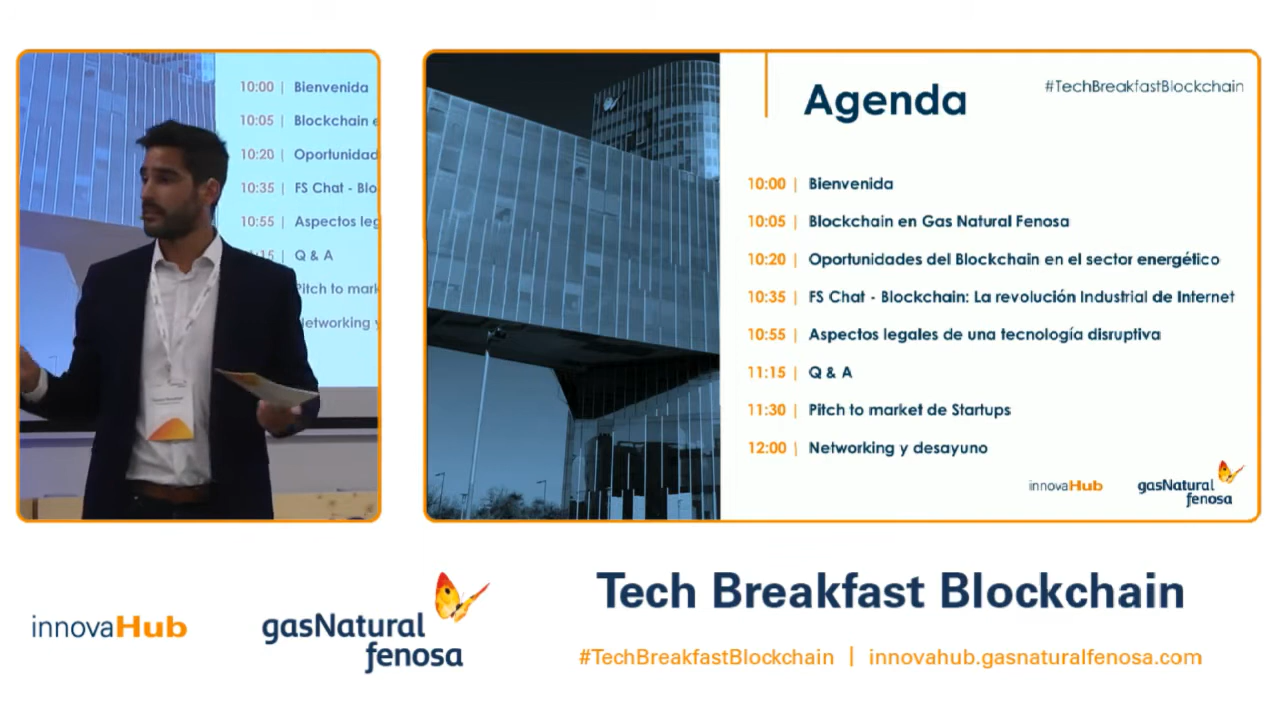 10:00 | Bienvenida
10:05 | Blockchain e
10:20 | Oportunidad
10:35 | FS Chat - Blo
10:55 | Aspectos leg
Q & A
Pitch to mark
Networking y
Agenda
#TechBreakfastBlockchain
10:00 | Bienvenida
10:05 | Blockchain en Gas Natural Fenosa
10:20 | Oportunidades del Blockchain en el sector energético
10:35 | FS Chat - Blockchain: La revolución Industrial de Internet
10:55 | Aspectos legales de una tecnología disruptiva
11:15 | Q & A
11:30 | Pitch to market de Startups
12:00 | Networking y desayuno
innovaHub
gasNatural
fenosa
innovaHub
gasNatural
fenosa
Tech Breakfast Blockchain
#TechBreakfastBlockchain | innovahub.gasnaturalfenosa.com